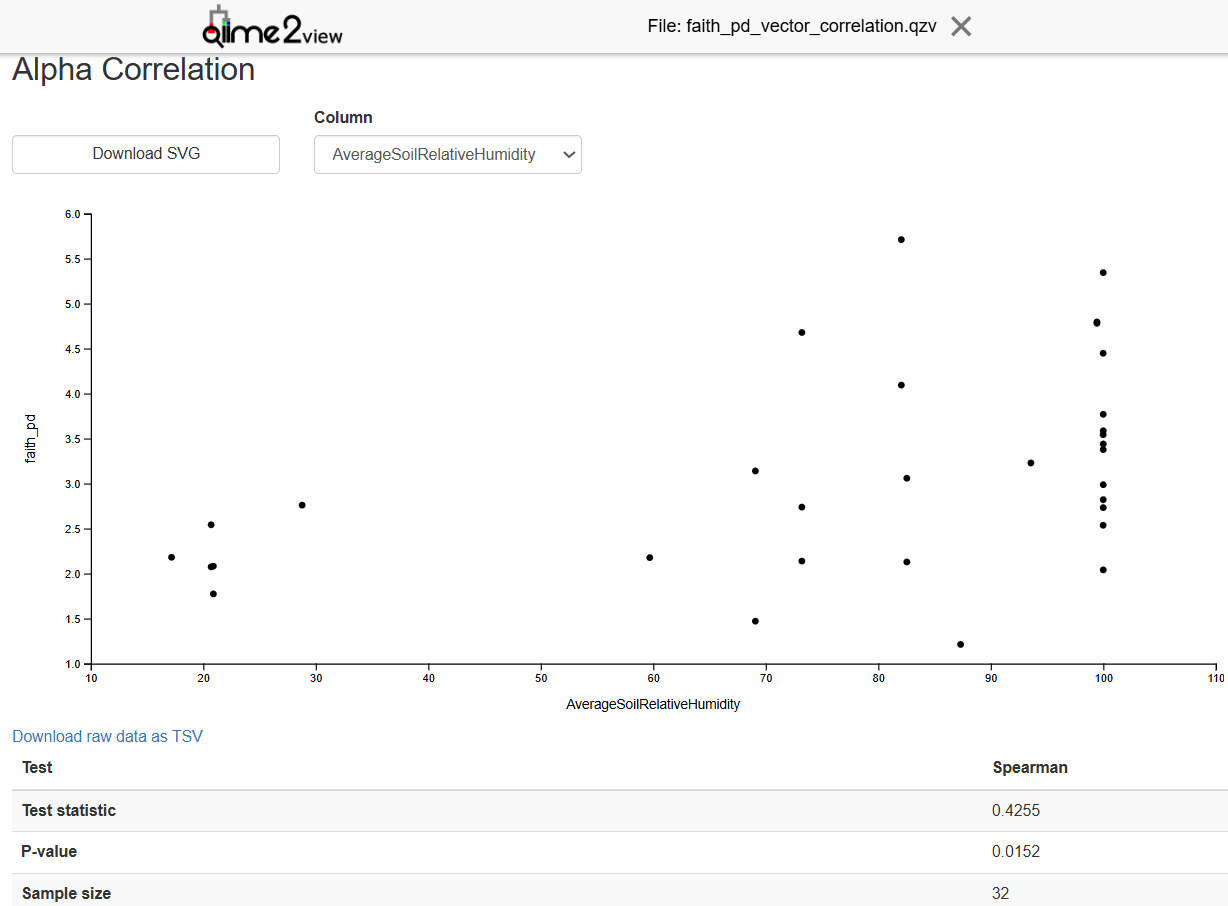 qiime2view
File: faith_pd_vector_correlation.qzv
Alpha Correlation
Column
Download SVG
AverageSoilRelativeHumidity
6.0
5.5
5.0
4.5
4.0
3.5
3.0
2.5
2.0
1.5
1.0
faith_pd
10 20 30 40 50 60 70 80 90 100 110
AverageSoilRelativeHumidity
Download raw data as TSV
Test Spearman
Test statistic 0.4255
P-value 0.0152
Sample size 32